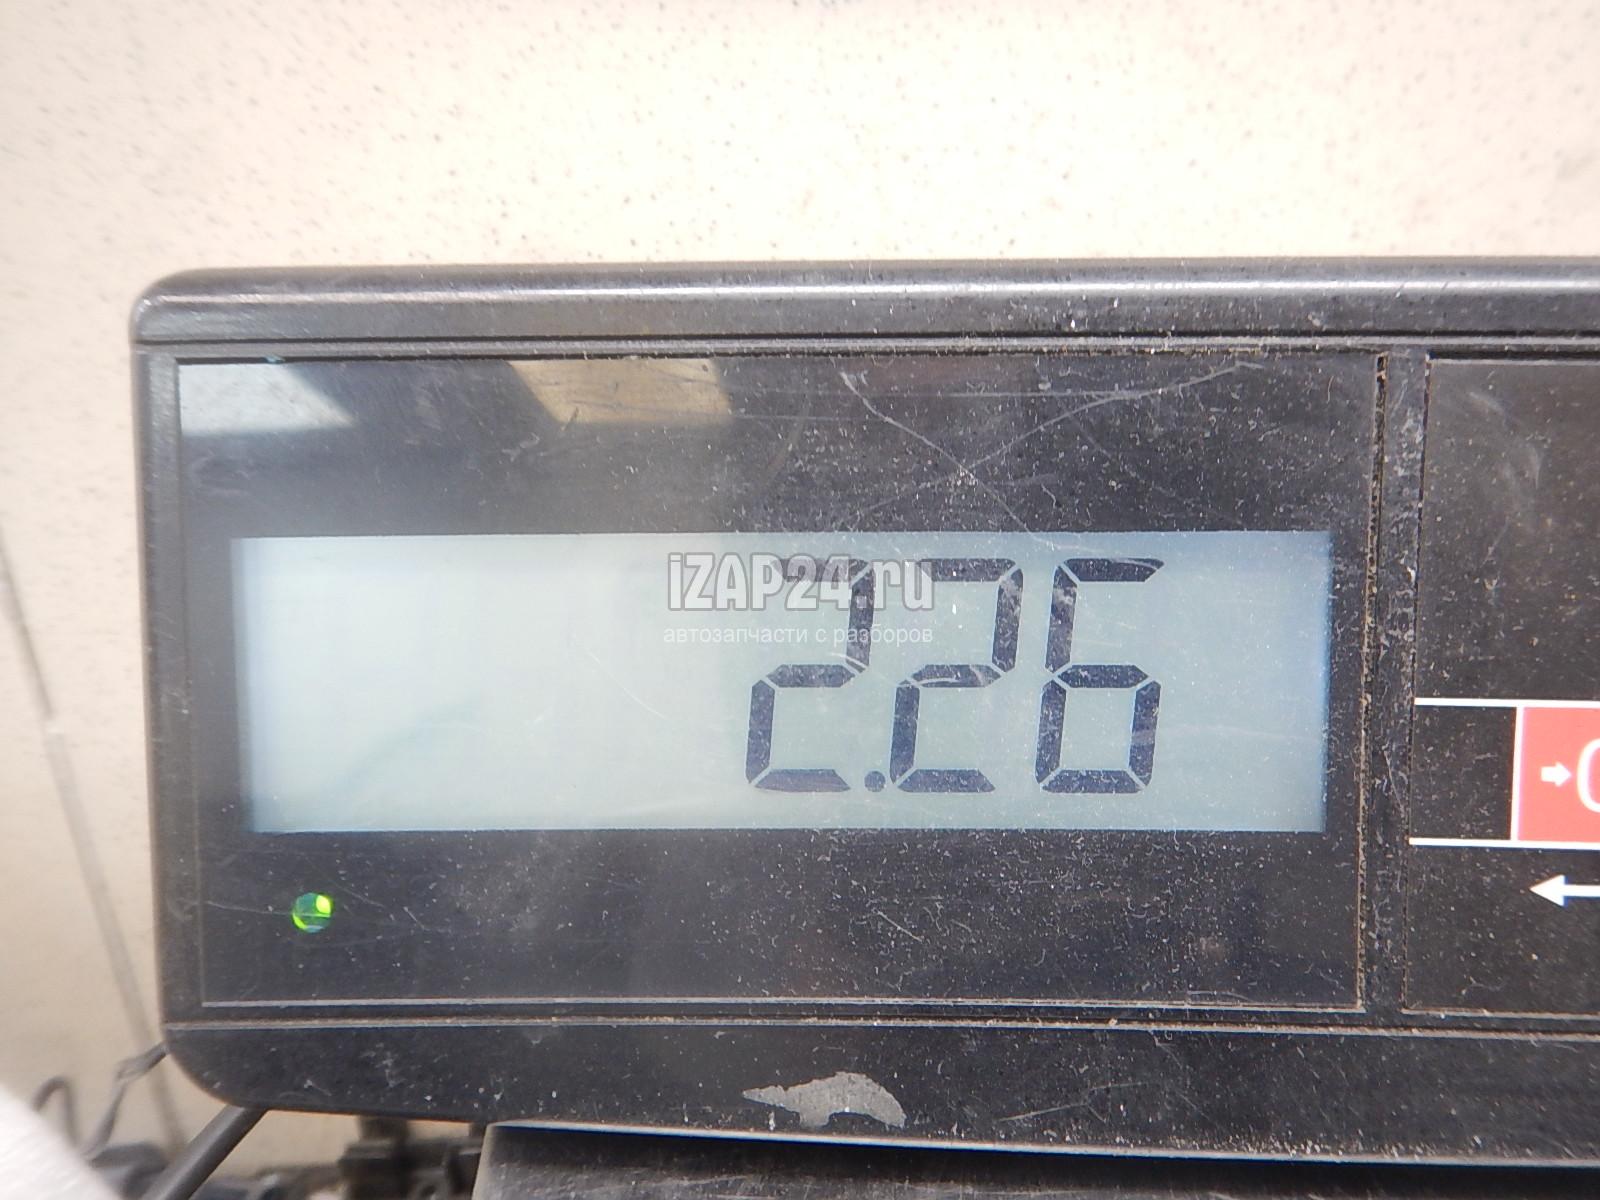 iZAP24.ru
автозапчасти с разборов
2.26